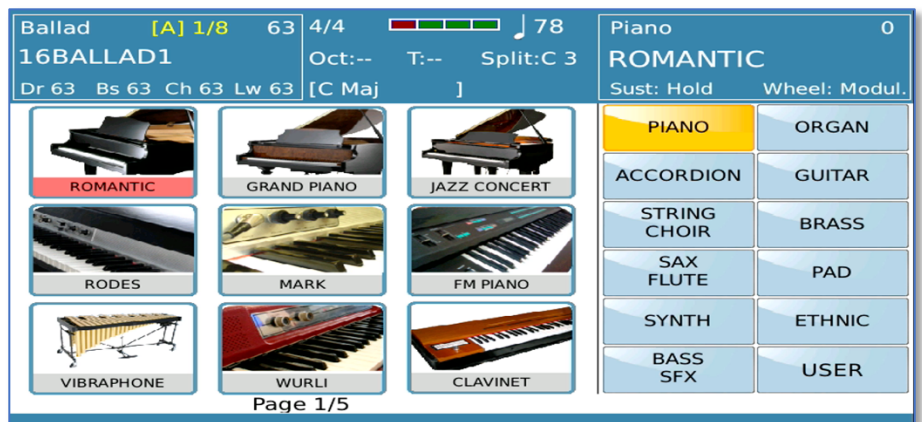 Ballad [A] 1/8 63
16BALLAD1
Dr 63 Bs 63 Ch 63 Lw 63
4/4 78
Oct:-- T:-- Split:C 3
[C Maj ]
Piano 0
ROMANTIC
Sust: Hold Wheel: Modul.
ROMANTIC GRAND PIANO JAZZ CONCERT
RODES MARK FM PIANO
VIBRAPHONE WURLI CLAVINET
Page 1/5
PIANO ORGAN
ACCORDION GUITAR
STRING
CHOIR
BRASS
SAX
FLUTE
PAD
SYNTH ETHNIC
BASS
SFX
USER